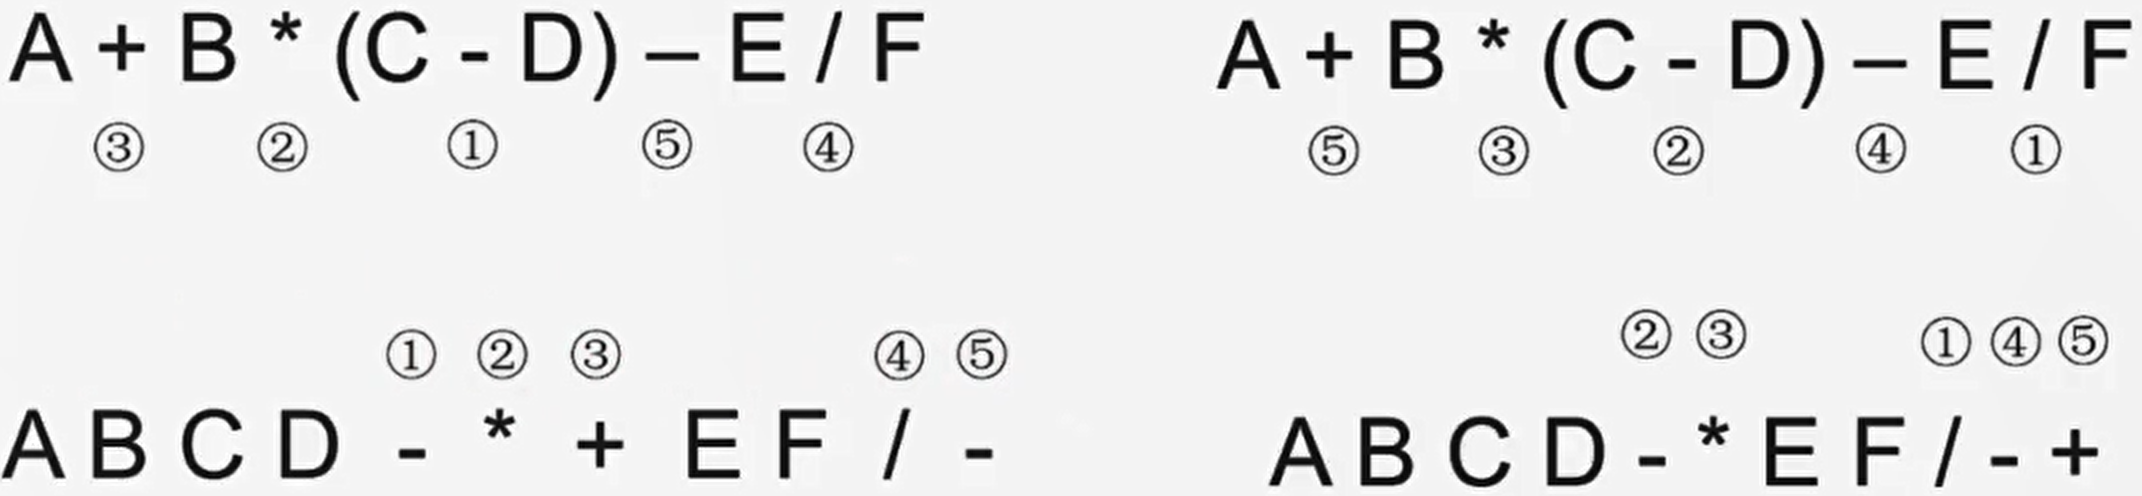 A + B * (C - D) – E / F
③ ② ① ⑤ ④
① ② ③ ④ ⑤
A B C D - * + E F / -
A + B * (C - D) – E / F
⑤ ③ ② ④ ①
② ③ ① ④ ⑤
A B C D - * E F / - +